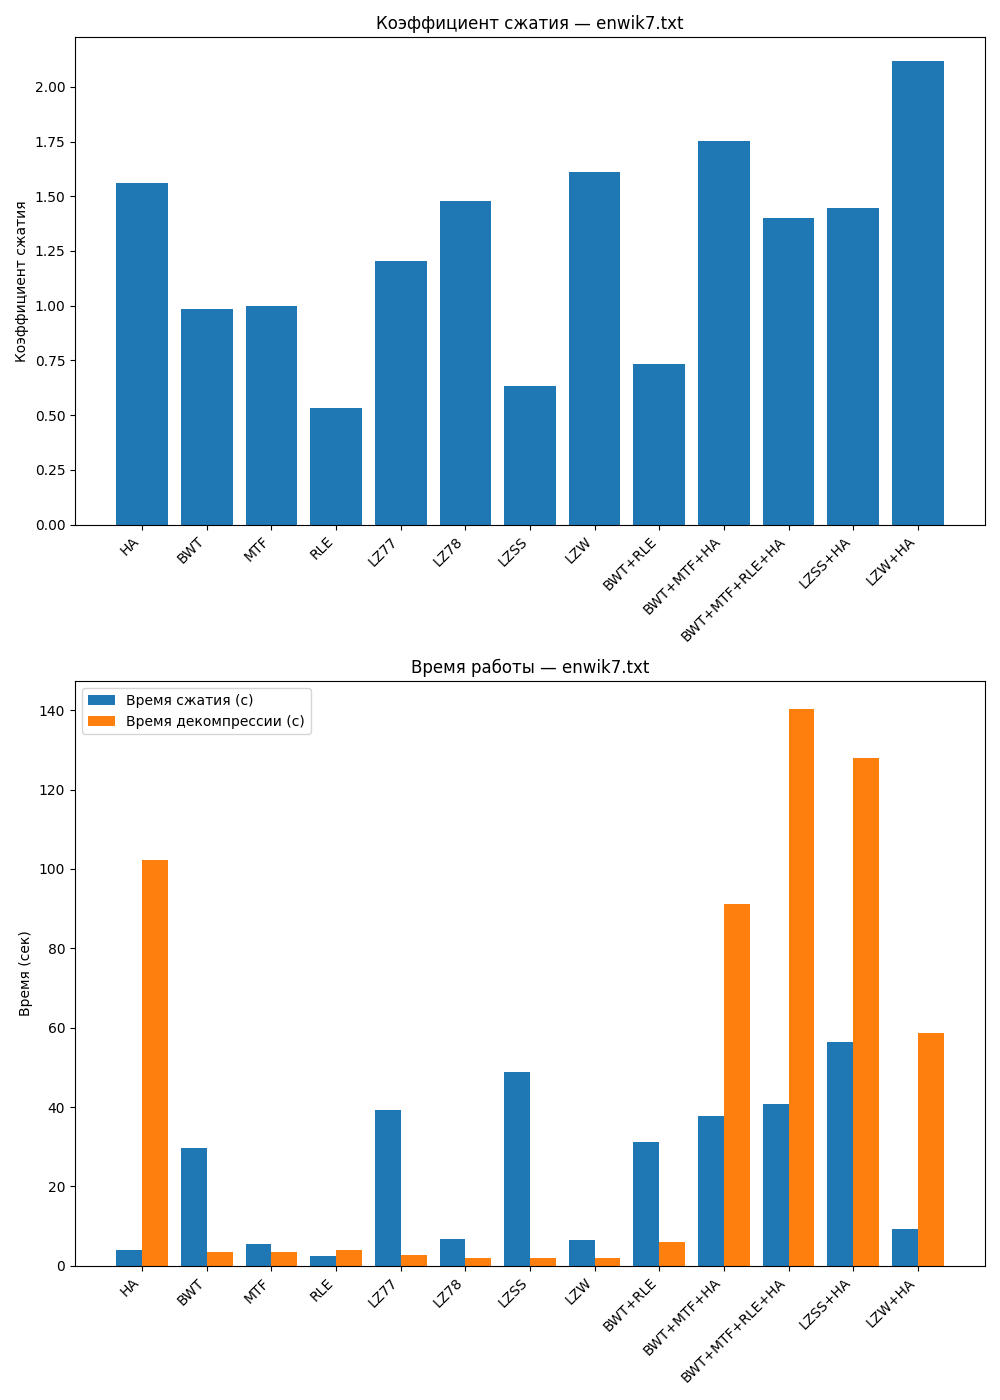 Коэффициент сжатия — enwik7.txt
Коэффициент сжатия
2.00
1.75
1.50
1.25
1.00
0.75
0.50
0.25
0.00
HA
BWT
MTF
RLE
LZ77
LZ78
LZSS
LZW
BWT+RLE
BWT+MTF+HA
BWT+MTF+RLE+HA
LZSS+HA
LZW+HA
Время работы — enwik7.txt
Время сжатия (с)
Время декомпрессии (с)
Время (сек)
140
120
100
80
60
40
20
0
HA
BWT
MTF
RLE
LZ77
LZ78
LZSS
LZW
BWT+RLE
BWT+MTF+HA
BWT+MTF+RLE+HA
LZSS+HA
LZW+HA